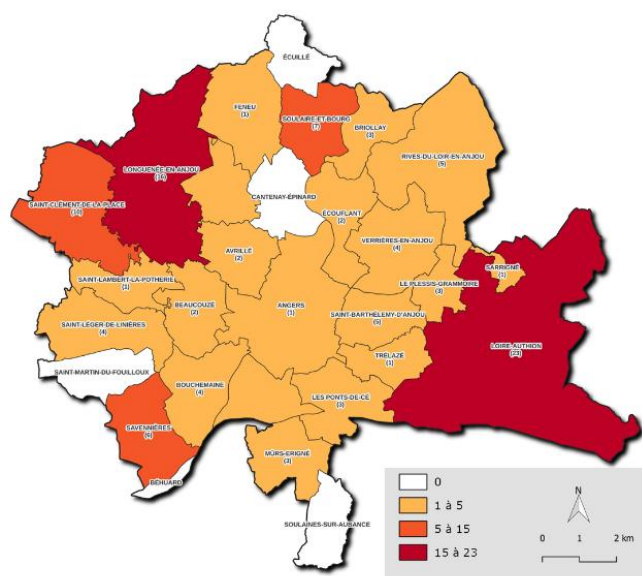 ÉCUILLÉ
FENEU
(1)
SOULAIRE-ET-BOURG
(7)
BRIOLLAY
(3)
RIVES-DU-LOIR-EN-ANJOU
(5)
LONGUENÉE-EN-ANJOU
(16)
CANTENAY-ÉPINARD
SAINT-CLÉMENT-DE-LA-PLACE
(10)
ÉCOUFLANT
(2)
VERRIÈRES-EN-ANJOU
(4)
AVRILLÉ
(2)
SARRIGNÉ
(1)
SAINT-LAMBERT-LA-POTHERIE
(1)
LE PLESSIS-GRAMMOIRE
(3)
BEAUCOUZÉ
(2)
ANGERS
(1)
SAINT-BARTHELEMY-D'ANJOU
(5)
SAINT-LÉGER-DE-LINIÈRES
(4)
LOIRE-AUTHION
(23)
TRÉLAZÉ
(1)
SAINT-MARTIN-DU-FOUILLOUX
BOUCHEMAINE
(4)
LES PONTS-DE-CÉ
(3)
SAVENNIÈRES
MÛRS-ERIGNÉ
(3)
BÉHUARD
SOULAINES-SUR-AUBANCE
0
1 à 5
5 à 15
15 à 23
N
0 1 2 km